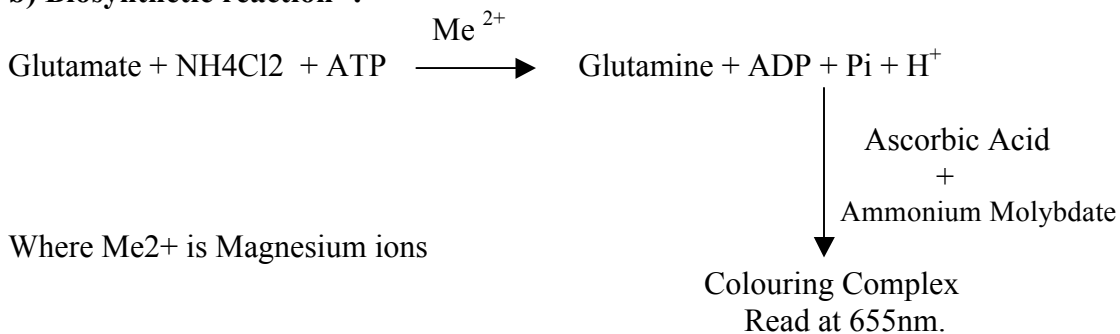 b) Biosynthetic reaction :
Me 2+
Glutamate + NH4Cl2 + ATP Glutamine + ADP + Pi + H+
Ascorbic Acid
+
Ammonium Molybdate
Where Me2+ is Magnesium ions
Colouring Complex
Read at 655nm.